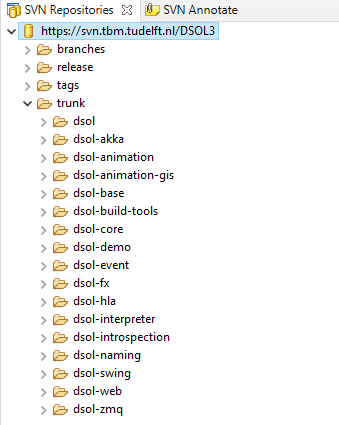 SVN Repositories SVN Annotate
https://svn.tbm.tudelft.nl/DSOL3
branches
release
tags
trunk
dsol
dsol-akka
dsol-animation
dsol-animation-gis
dsol-base
dsol-build-tools
dsol-core
dsol-demo
dsol-event
dsol-fx
dsol-hla
dsol-interpreter
dsol-introspection
dsol-naming
dsol-swing
dsol-web
dsol-zmq